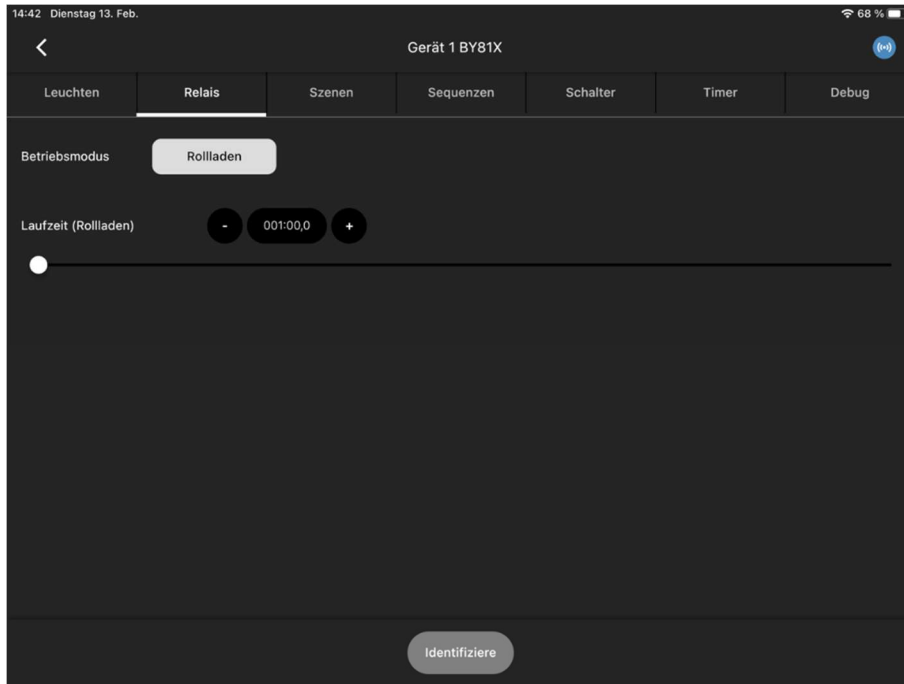 14:42 Dienstag 13. Feb. 68 %
Gerät 1 BY81X
Leuchten Relais Szenen Sequenzen Schalter Timer Debug
Betriebsmodus Rollladen
Laufzeit (Rollladen) - 001:00,0 +
Identifiziere